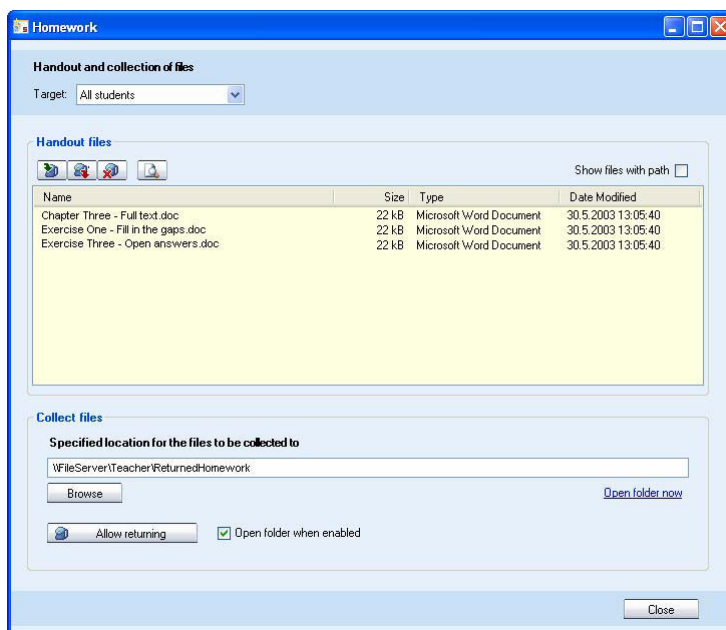 Homework
Handout and collection of files
Target: All students
Handout files
Show files with path
Name Size Type Date Modified
Chapter Three - Full text.doc 22 kB Microsoft Word Document 30.5.2003 13:05:40
Exercise One - Fill in the gaps.doc 22 kB Microsoft Word Document 30.5.2003 13:05:40
Exercise Three - Open answers.doc 22 kB Microsoft Word Document 30.5.2003 13:05:40
Collect files
Specified location for the files to be collected to
\\FileServer\Teacher\ReturnedHomework
Browse Open folder now
Allow returning Open folder when enabled
Close